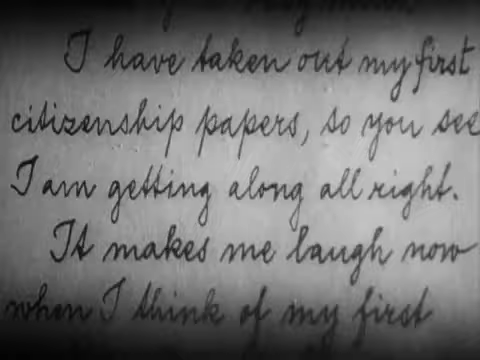 I have taken out my first
citizenship papers, so you see
I am getting along all right.
It makes me laugh now
when I think of my first